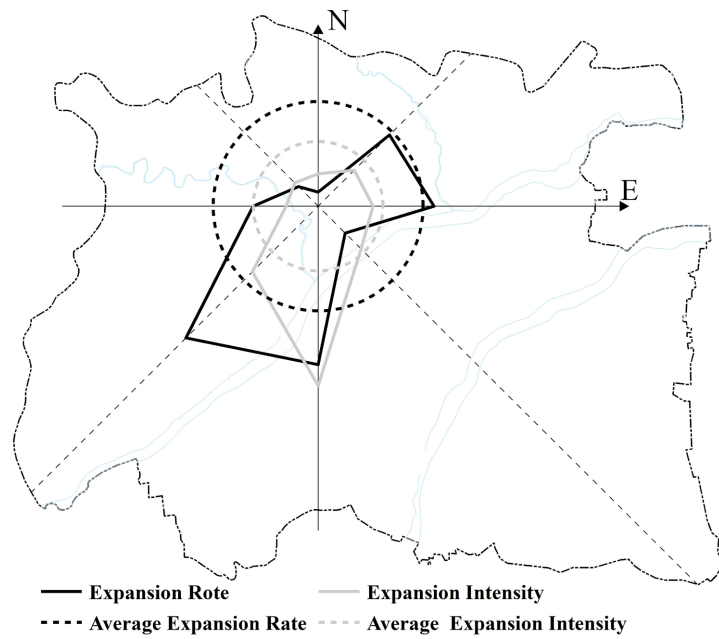 N
E
Expansion Rote
Expansion Intensity
Average Expansion Rate
Average Expansion Intensity